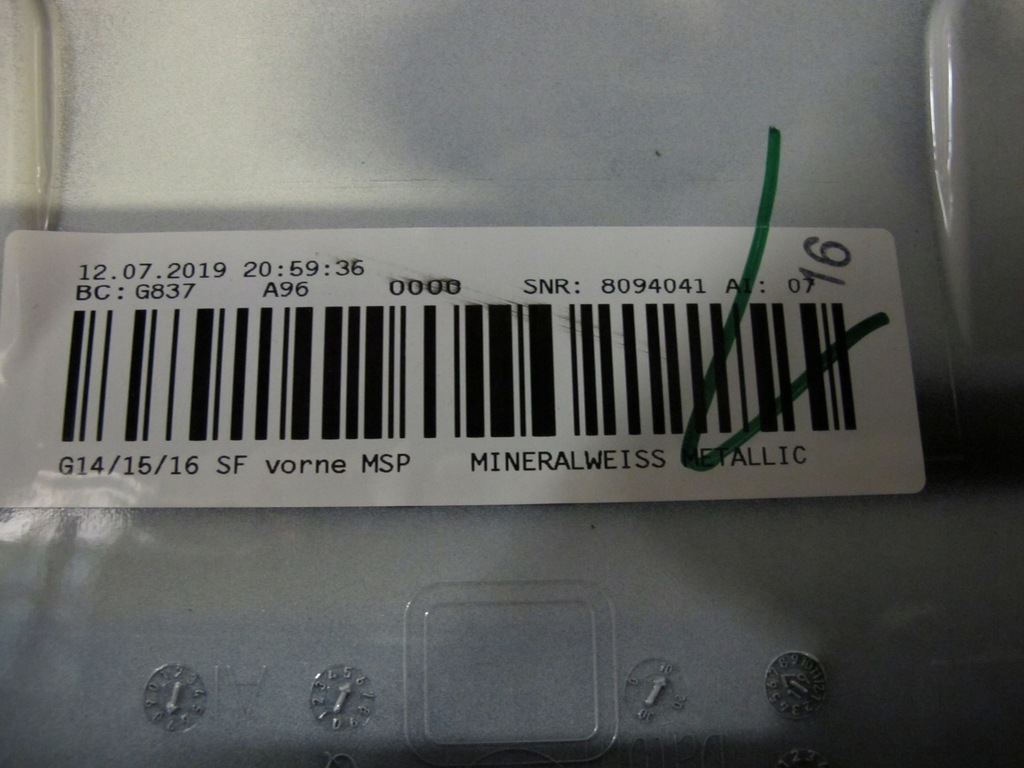 12.07.2019 20:59:36
BC: G837 A96 0000 SNR: 8094041 AI: 07
16
G14/15/16 SF vorne MSP MINERALWEISS METALLIC